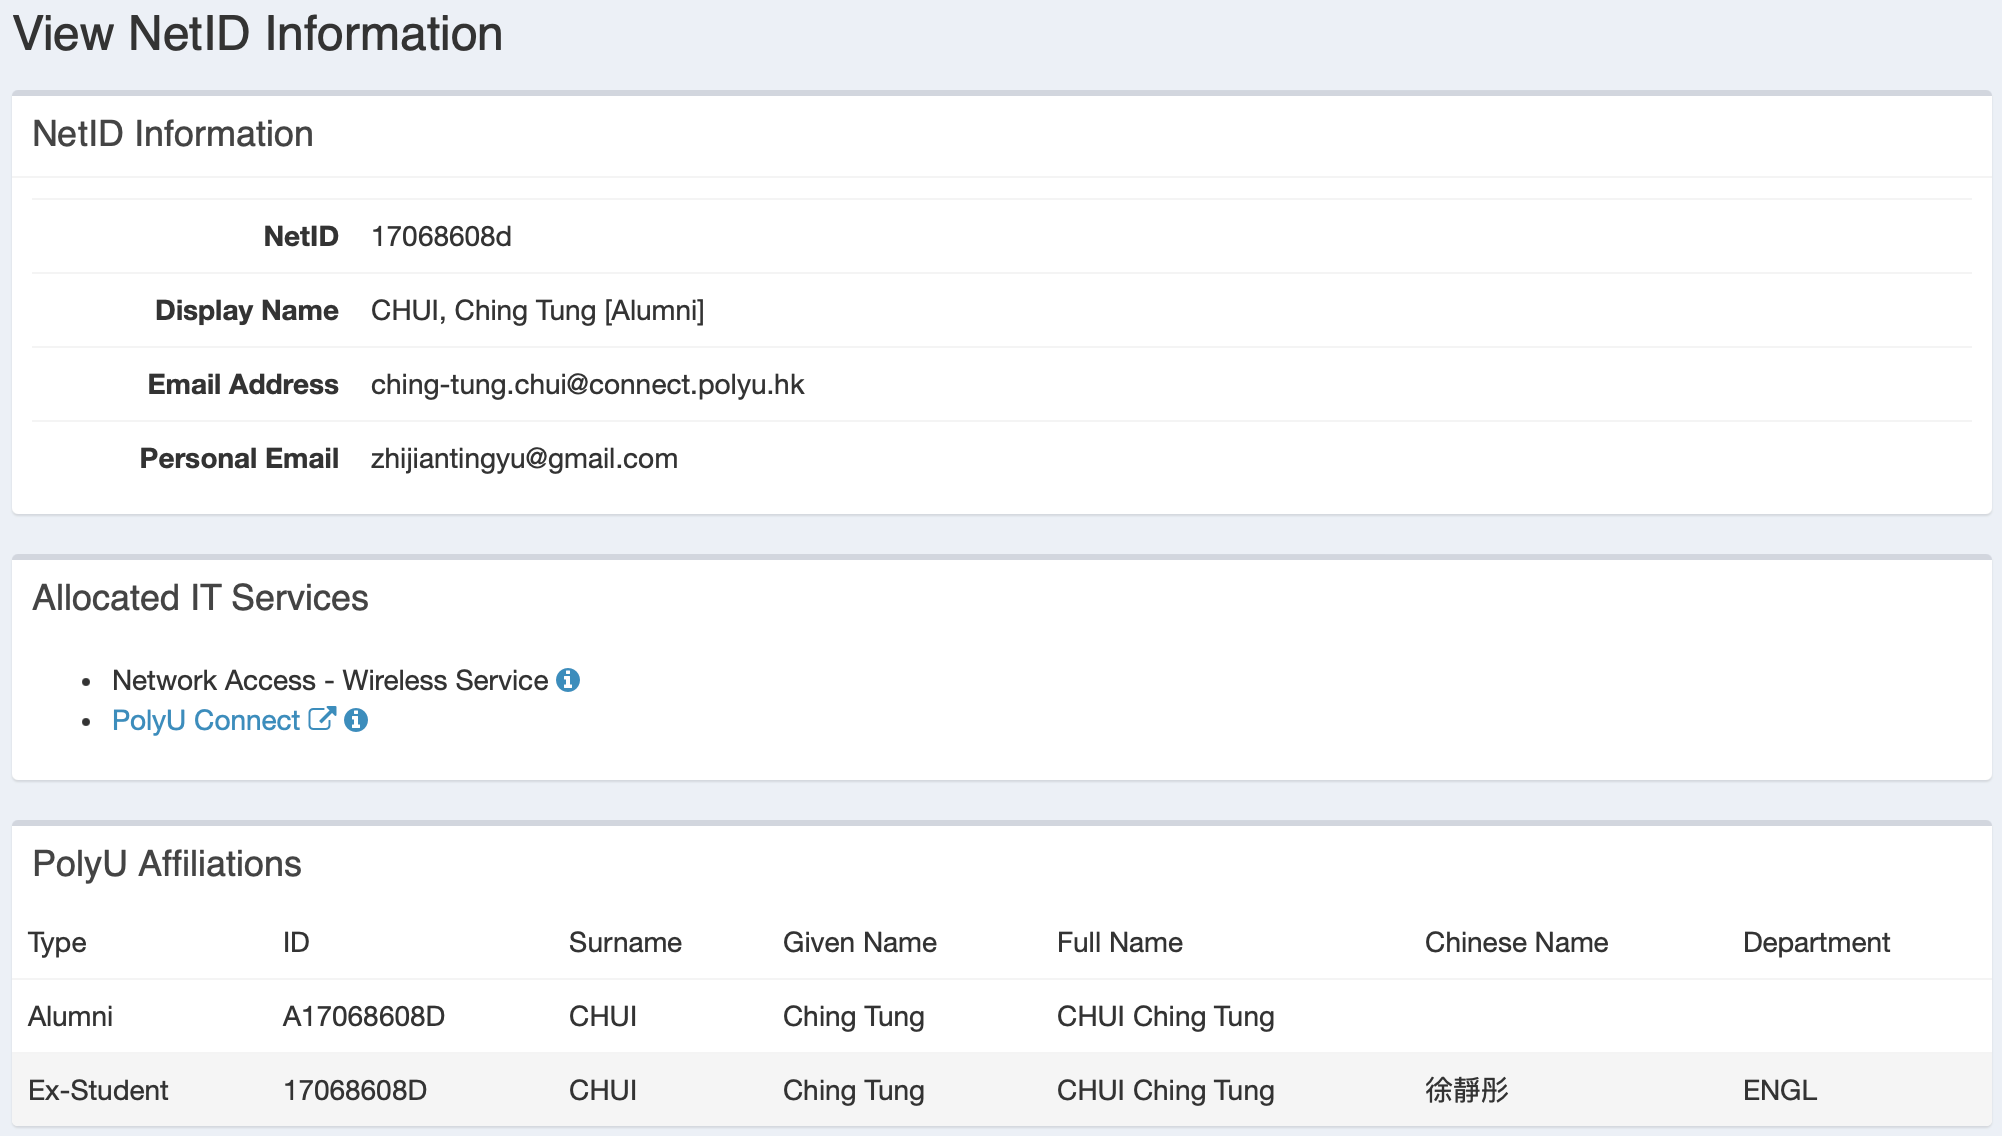 View NetID Information
NetID Information
NetID 17068608d
Display Name CHUI, Ching Tung [Alumni]
Email Address ching-tung.chui@connect.polyu.hk
Personal Email zhijiantingyu@gmail.com
Allocated IT Services
• Network Access - Wireless Service
• PolyU Connect
PolyU Affiliations
Type ID Surname Given Name Full Name Chinese Name Department
Alumni A17068608D CHUI Ching Tung CHUI Ching Tung
Ex-Student 17068608D CHUI Ching Tung CHUI Ching Tung 徐靜彤 ENGL